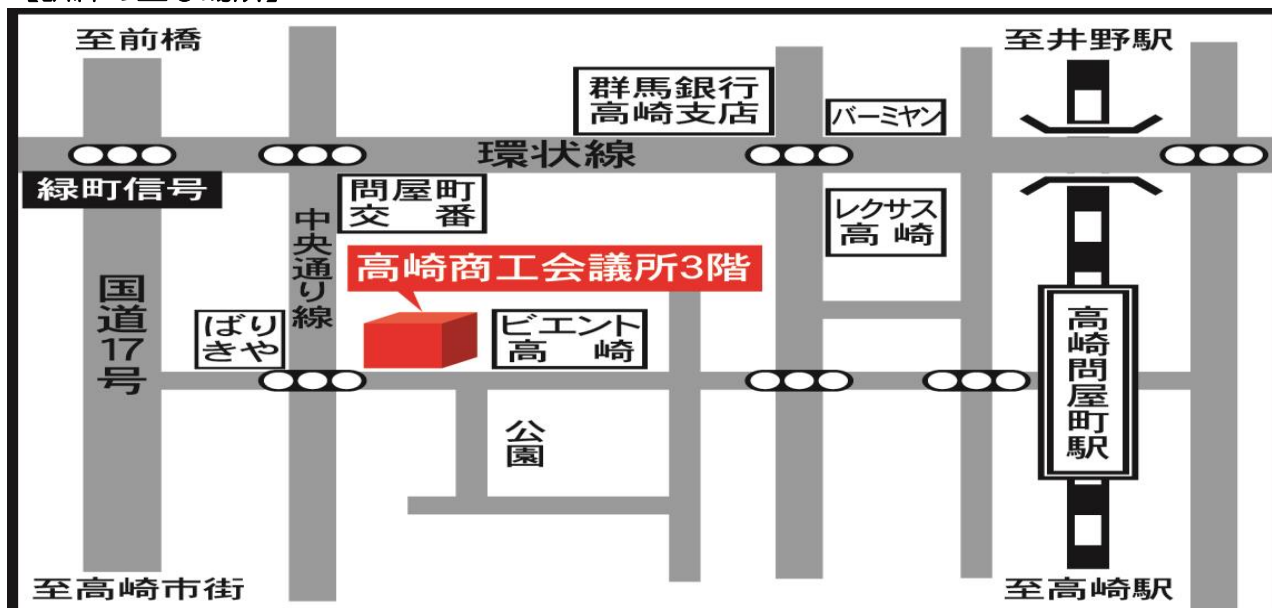 至前橋
至井野駅
群馬銀行
高崎支店
バーミヤン
環状線
緑町信号
問屋町
交番
レクサス
高崎
中央通り線
高崎商工会議所3階
国道17号
ばり
きや
ビエント
高崎
高崎問屋町駅
公園
至高崎市街
至高崎駅